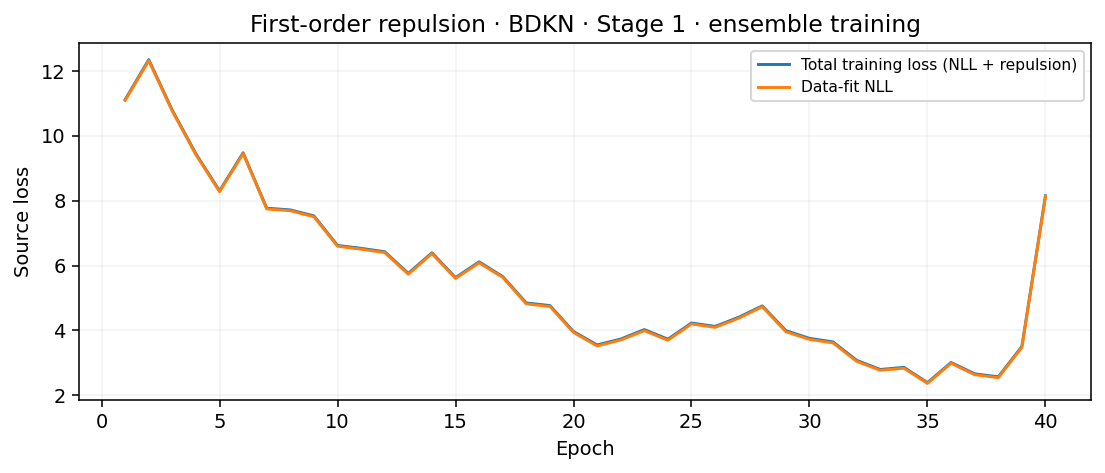 First-order repulsion · BDKN · Stage 1 · ensemble training
Total training loss (NLL + repulsion)
Data-fit NLL
Source loss
12
10
8
6
4
2
0 5 10 15 20 25 30 35 40
Epoch